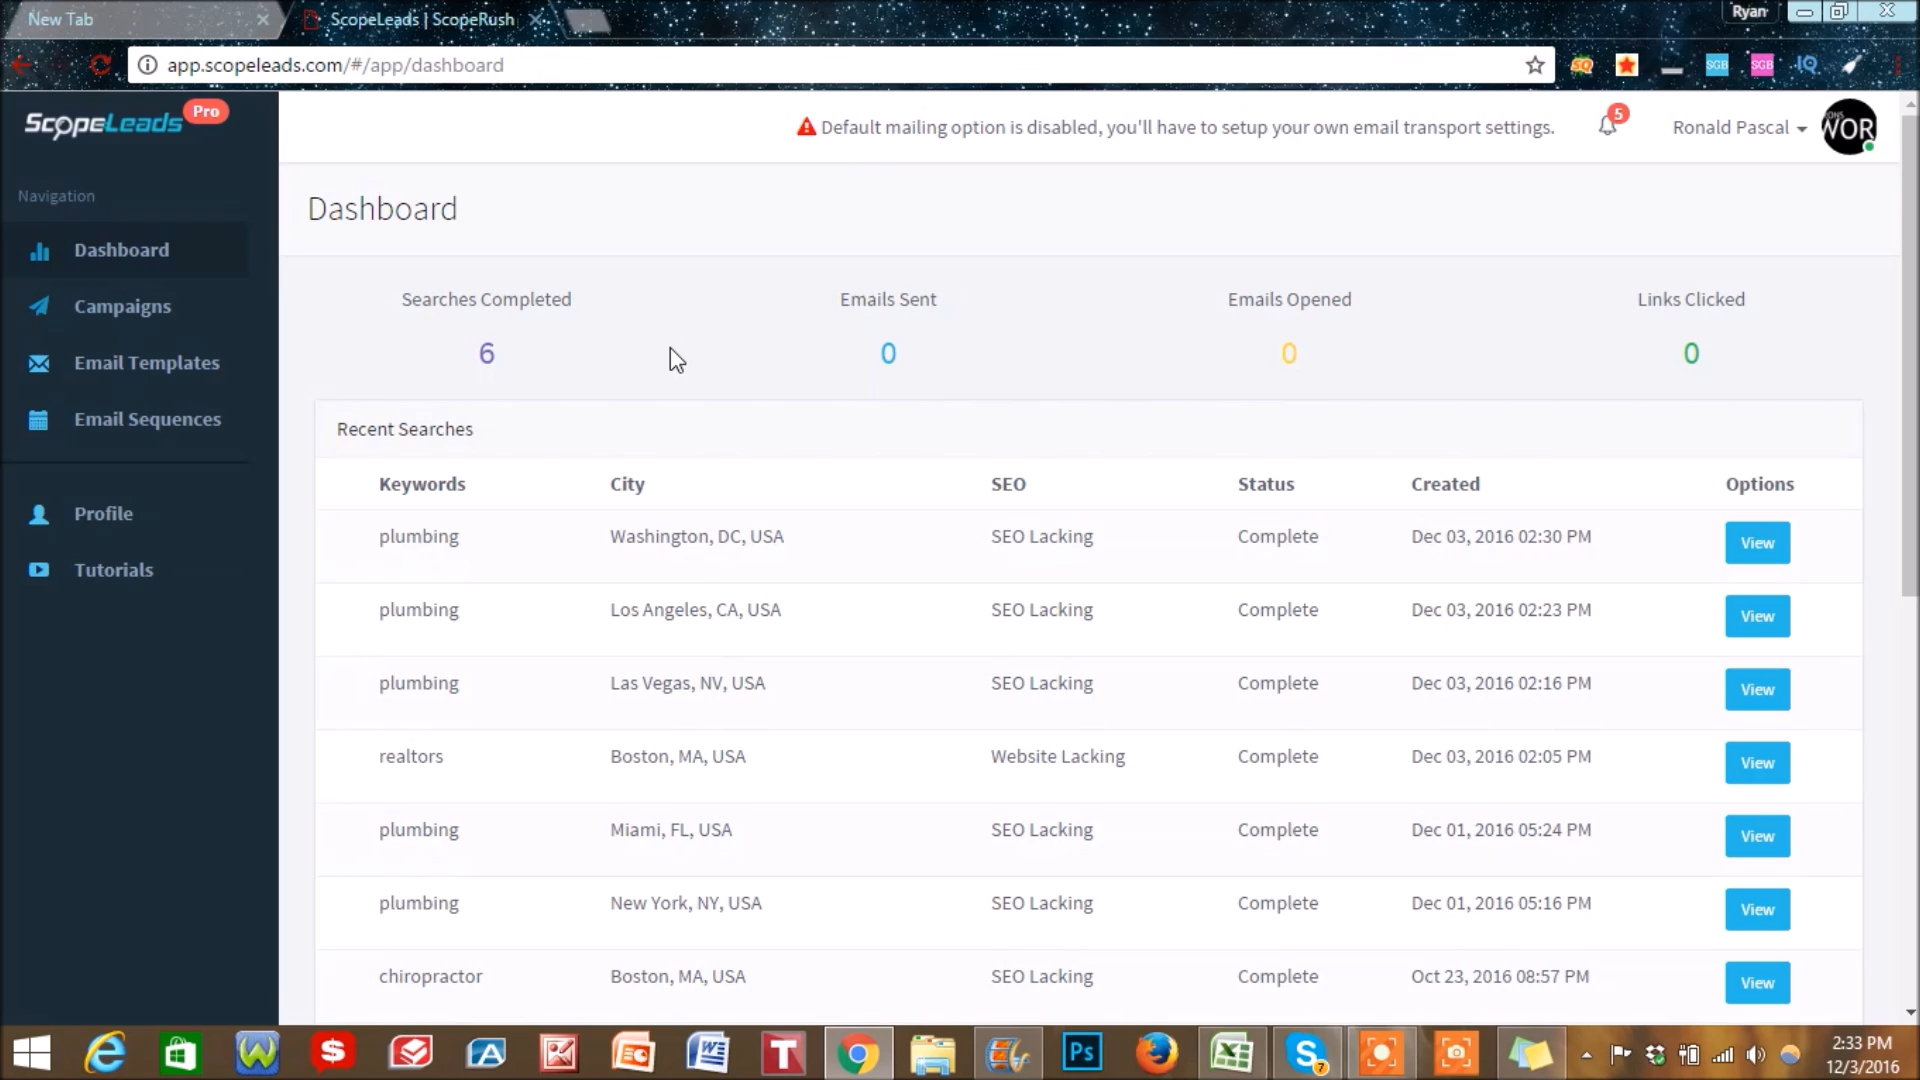 New Tab
ScopeLeads | ScopeRush
Ryan
app.scopeleads.com/#/app/dashboard
SQ
SGB
SGB
IQ
ScopeLeads Pro
Default mailing option is disabled, you'll have to setup your own email transport settings.
5
Ronald Pascal
WOR
Navigation
Dashboard
Campaigns
Email Templates
Email Sequences
Profile
Tutorials
Dashboard
Searches Completed Emails Sent Emails Opened Links Clicked
6 0 0 0
Recent Searches
Keywords City SEO Status Created Options
plumbing Washington, DC, USA SEO Lacking Complete Dec 03, 2016 02:30 PM View
plumbing Los Angeles, CA, USA SEO Lacking Complete Dec 03, 2016 02:23 PM View
plumbing Las Vegas, NV, USA SEO Lacking Complete Dec 03, 2016 02:16 PM View
realtors Boston, MA, USA Website Lacking Complete Dec 03, 2016 02:05 PM View
plumbing Miami, FL, USA SEO Lacking Complete Dec 01, 2016 05:24 PM View
plumbing New York, NY, USA SEO Lacking Complete Dec 01, 2016 05:16 PM View
chiropractor Boston, MA, USA SEO Lacking Complete Oct 23, 2016 08:57 PM View
Ps
7
2:33 PM
12/3/2016